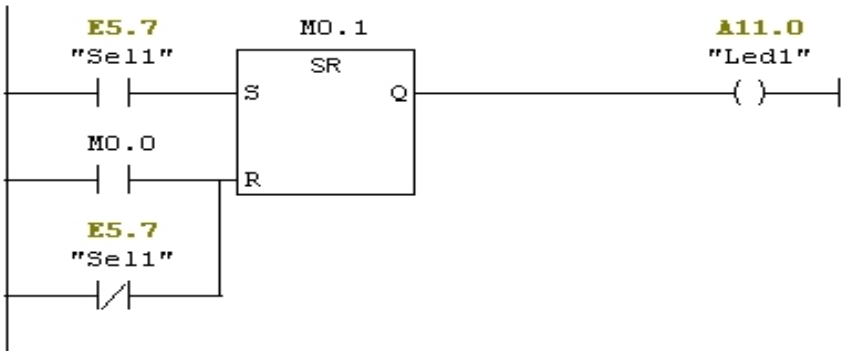 E5.7 M0.1 A11.0
"Sel1" SR "Led1"
S Q
M0.0
R
E5.7
"Sel1"